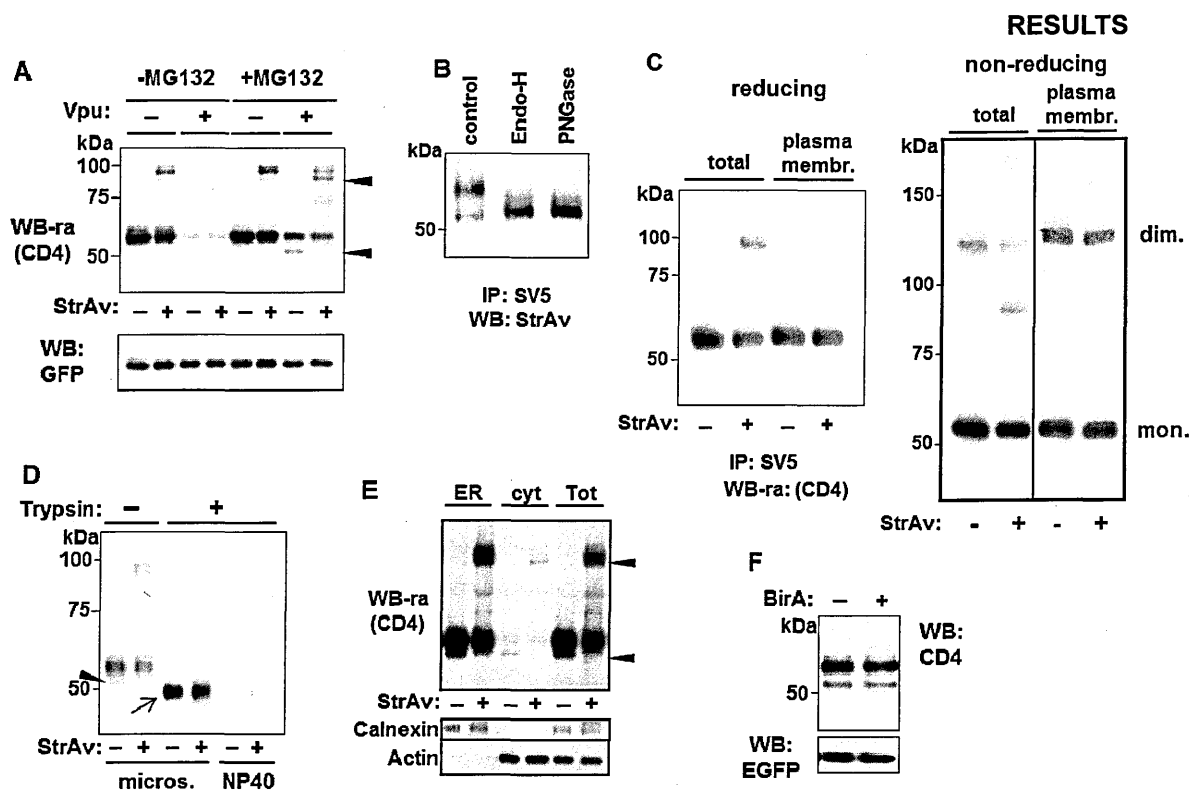 RESULTS
A
-MG132 +MG132
Vpu: – + – +
kDa
100
75
50
WB-ra
(CD4)
StrAv: – + – + – + – +
WB:
GFP
B
control
Endo-H
PNGase
kDa
50
IP: SV5
WB: StrAv
C
reducing
total
plasma
membr.
kDa
100
75
50
StrAv: – + – +
IP: SV5
WB-ra: (CD4)
non-reducing
total
plasma
membr.
kDa
150
100
50
dim.
mon.
StrAv: - + - +
D
Trypsin: – +
kDa
100
75
50
StrAv: – + – + – +
micros. NP40
E
ER cyt Tot
WB-ra
(CD4)
StrAv: – + – + – +
Calnexin
Actin
F
BirA: – +
kDa
50
WB:
CD4
WB:
EGFP